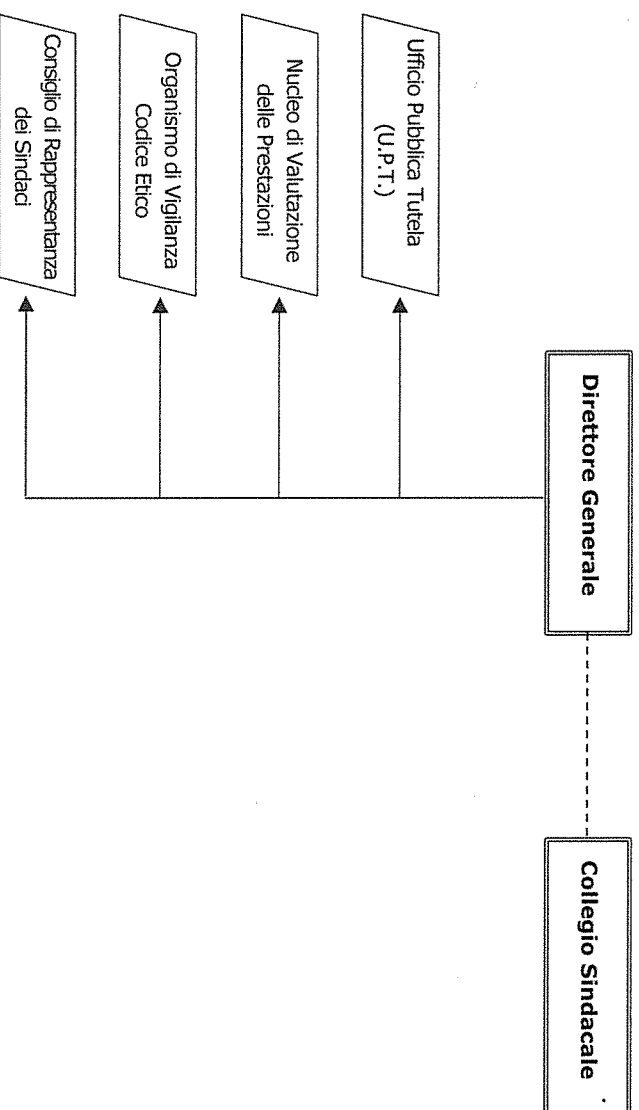 Direttore Generale
Collegio Sindacale
Ufficio Pubblica Tutela
(U.P.T.)
Nucleo di Valutazione
delle Prestazioni
Organismo di Vigilanza
Codice Etico
Consiglio di Rappresentanza
dei Sindaci